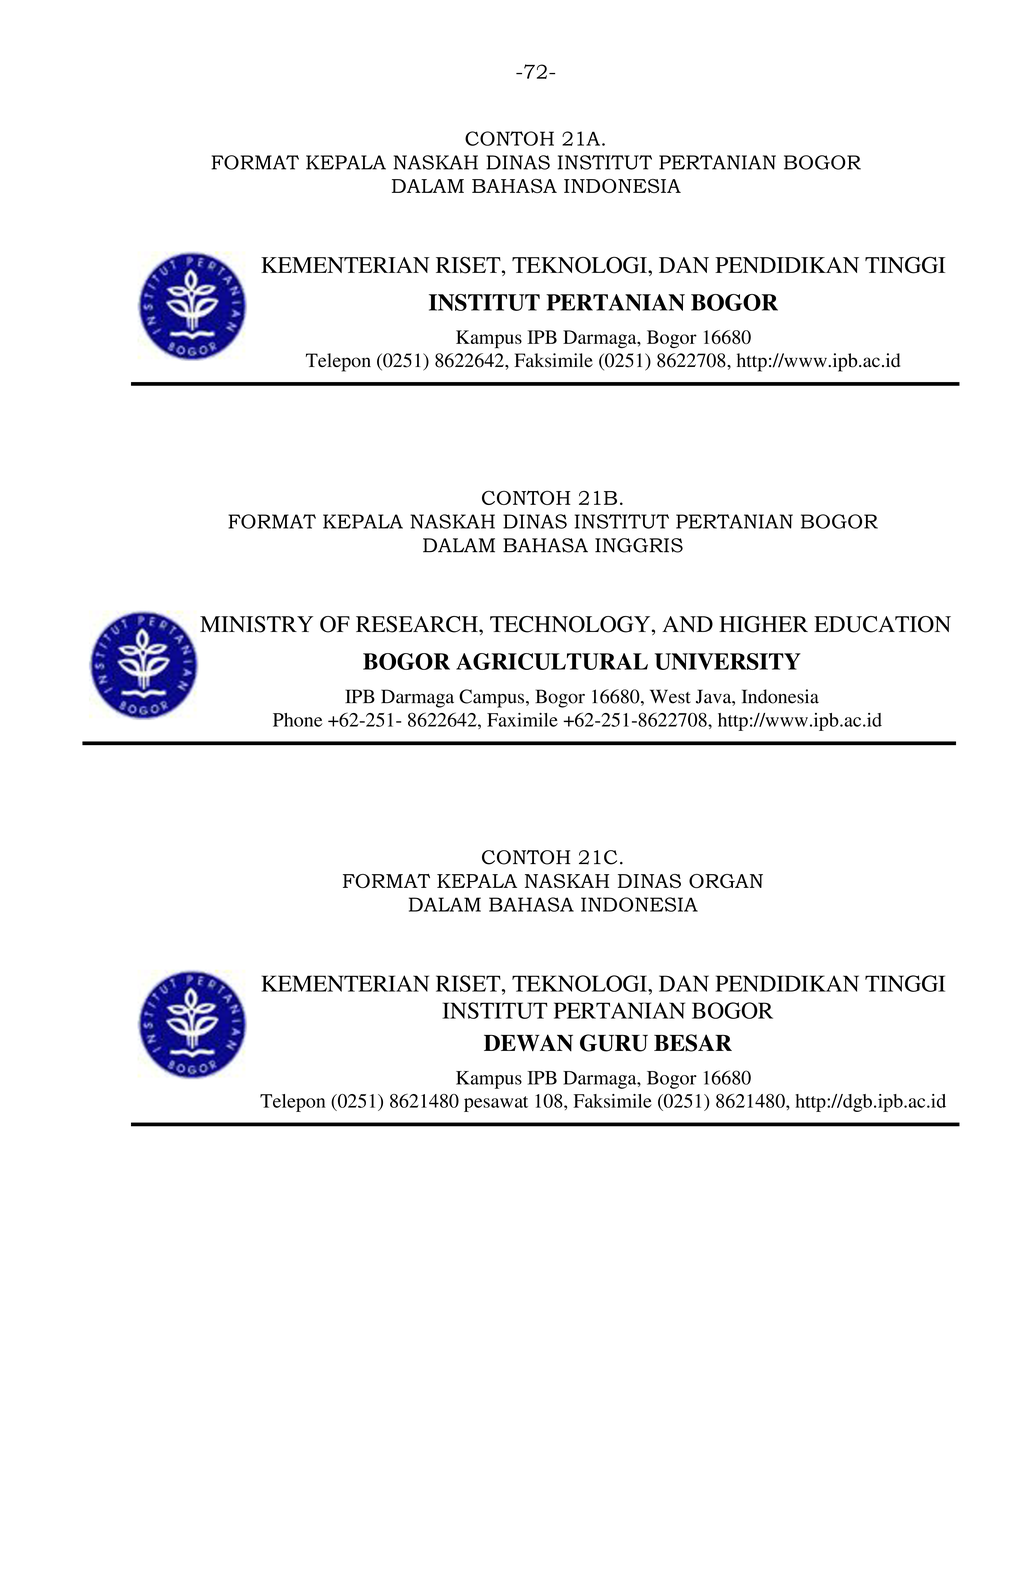 -72-
CONTOH 21A.
FORMAT KEPALA NASKAH DINAS INSTITUT PERTANIAN BOGOR
DALAM BAHASA INDONESIA
INSTITUT PERTANIAN
BOGOR
KEMENTERIAN RISET, TEKNOLOGI, DAN PENDIDIKAN TINGGI
INSTITUT PERTANIAN BOGOR
Kampus IPB Darmaga, Bogor 16680
Telepon (0251) 8622642, Faksimile (0251) 8622708, http://www.ipb.ac.id
CONTOH 21B.
FORMAT KEPALA NASKAH DINAS INSTITUT PERTANIAN BOGOR
DALAM BAHASA INGGRIS
INSTITUT PERTANIAN
BOGOR
MINISTRY OF RESEARCH, TECHNOLOGY, AND HIGHER EDUCATION
BOGOR AGRICULTURAL UNIVERSITY
IPB Darmaga Campus, Bogor 16680, West Java, Indonesia
Phone +62-251- 8622642, Faximile +62-251-8622708, http://www.ipb.ac.id
CONTOH 21C.
FORMAT KEPALA NASKAH DINAS ORGAN
DALAM BAHASA INDONESIA
INSTITUT PERTANIAN
BOGOR
KEMENTERIAN RISET, TEKNOLOGI, DAN PENDIDIKAN TINGGI
INSTITUT PERTANIAN BOGOR
DEWAN GURU BESAR
Kampus IPB Darmaga, Bogor 16680
Telepon (0251) 8621480 pesawat 108, Faksimile (0251) 8621480, http://dgb.ipb.ac.id